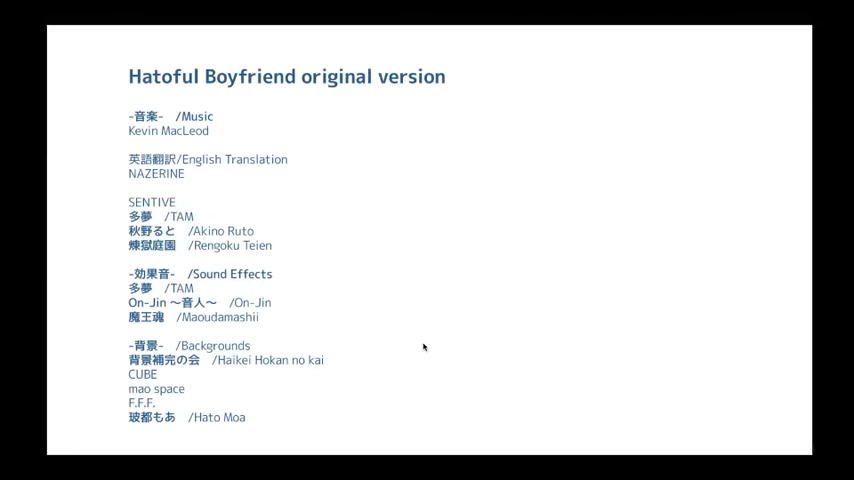 Hatoful Boyfriend original version
-音楽- /Music
Kevin MacLeod
英語翻訳/English Translation
NAZERINE
SENTIVE
多夢 /TAM
秋野ると /Akino Ruto
煉獄庭園 /Rengoku Teien
-効果音- /Sound Effects
多夢 /TAM
On-Jin ～音人～ /On-Jin
魔王魂 /Maoudamashii
-背景- /Backgrounds
背景補完の会 /Haikei Hokan no kai
CUBE
mao space
F.F.F.
玻都もあ /Hato Moa